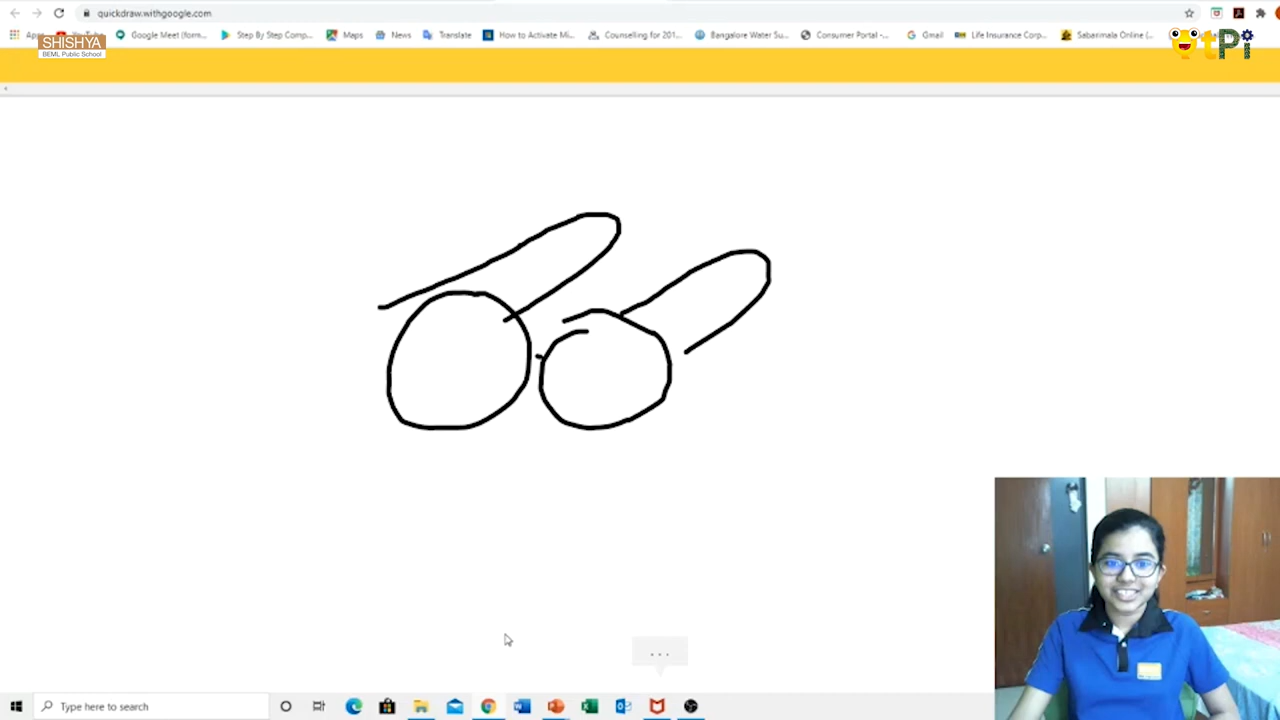 quickdraw.withgoogle.com
Google Meet (form...
Step By Step Comp...
Maps
News
Translate
How to Activate Mi...
Counselling for 201...
Bangalore Water Su...
Consumer Portal -...
Gmail
Life Insurance Corp...
Sabarimala Online (...
SHISHYA
BEML Public School
OtPi
...
Type here to search